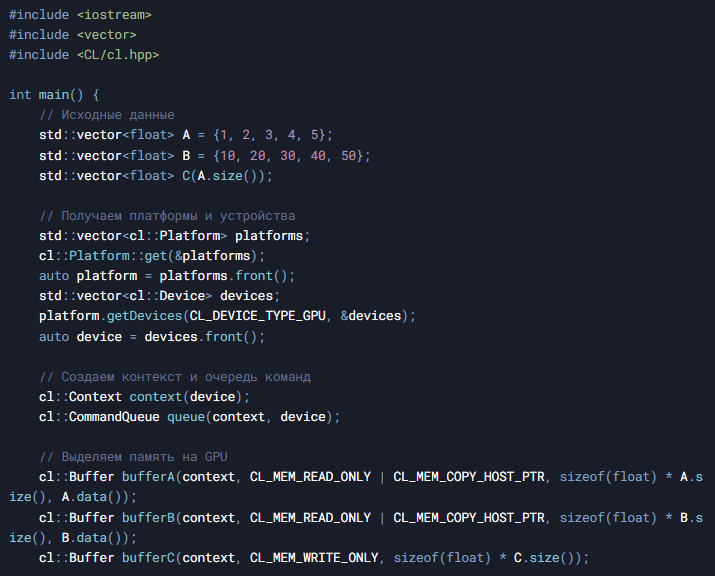 #include <iostream>
#include <vector>
#include <CL/cl.hpp>

int main() {
    // Исходные данные
    std::vector<float> A = {1, 2, 3, 4, 5};
    std::vector<float> B = {10, 20, 30, 40, 50};
    std::vector<float> C(A.size());

    // Получаем платформы и устройства
    std::vector<cl::Platform> platforms;
    cl::Platform::get(&platforms);
    auto platform = platforms.front();
    std::vector<cl::Device> devices;
    platform.getDevices(CL_DEVICE_TYPE_GPU, &devices);
    auto device = devices.front();

    // Создаем контекст и очередь команд
    cl::Context context(device);
    cl::CommandQueue queue(context, device);

    // Выделяем память на GPU
    cl::Buffer bufferA(context, CL_MEM_READ_ONLY | CL_MEM_COPY_HOST_PTR, sizeof(float) * A.s
ize(), A.data());
    cl::Buffer bufferB(context, CL_MEM_READ_ONLY | CL_MEM_COPY_HOST_PTR, sizeof(float) * B.s
ize(), B.data());
    cl::Buffer bufferC(context, CL_MEM_WRITE_ONLY, sizeof(float) * C.size());